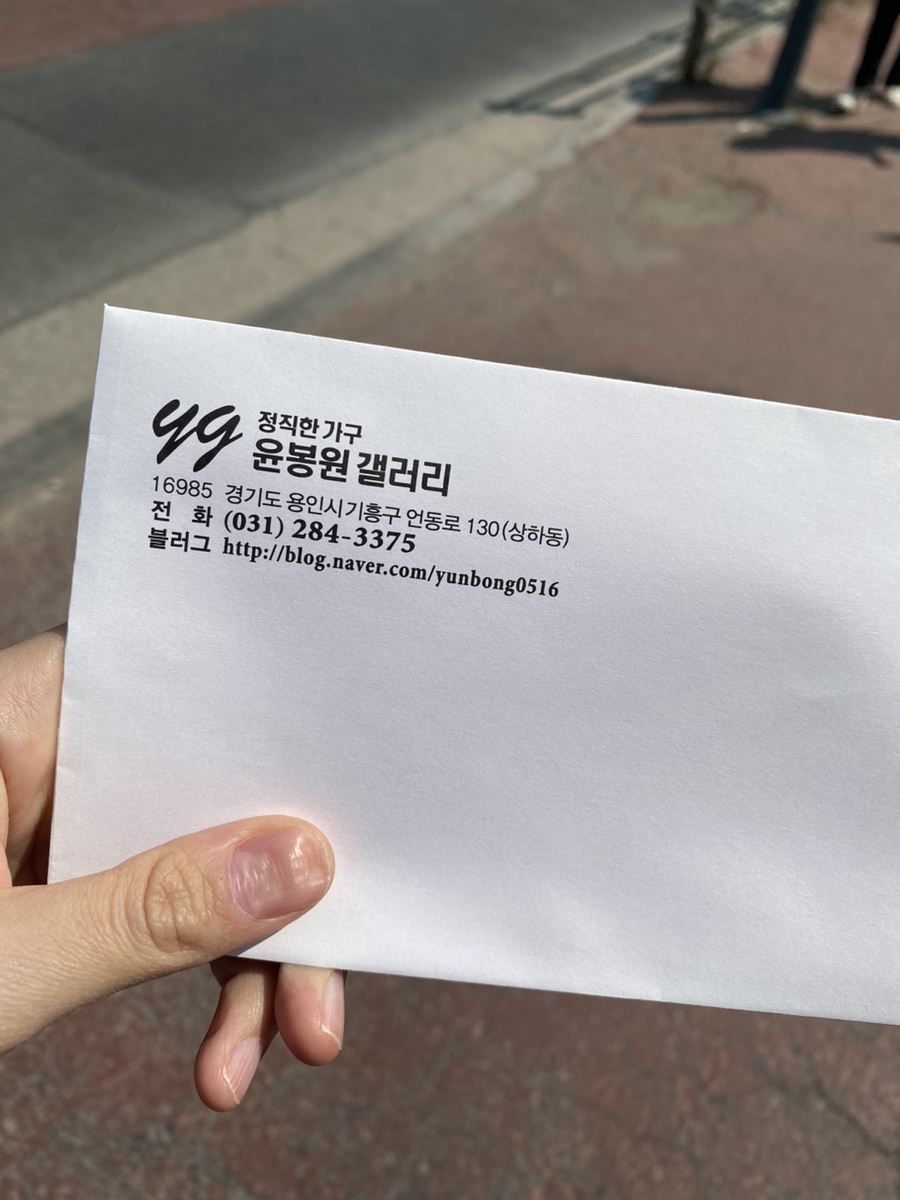 yg 정직한 가구
윤봉원 갤러리
16985 경기도 용인시 기흥구 언동로 130(상하동)
전 화 (031) 284-3375
블러그 http://blog.naver.com/yunbong0516